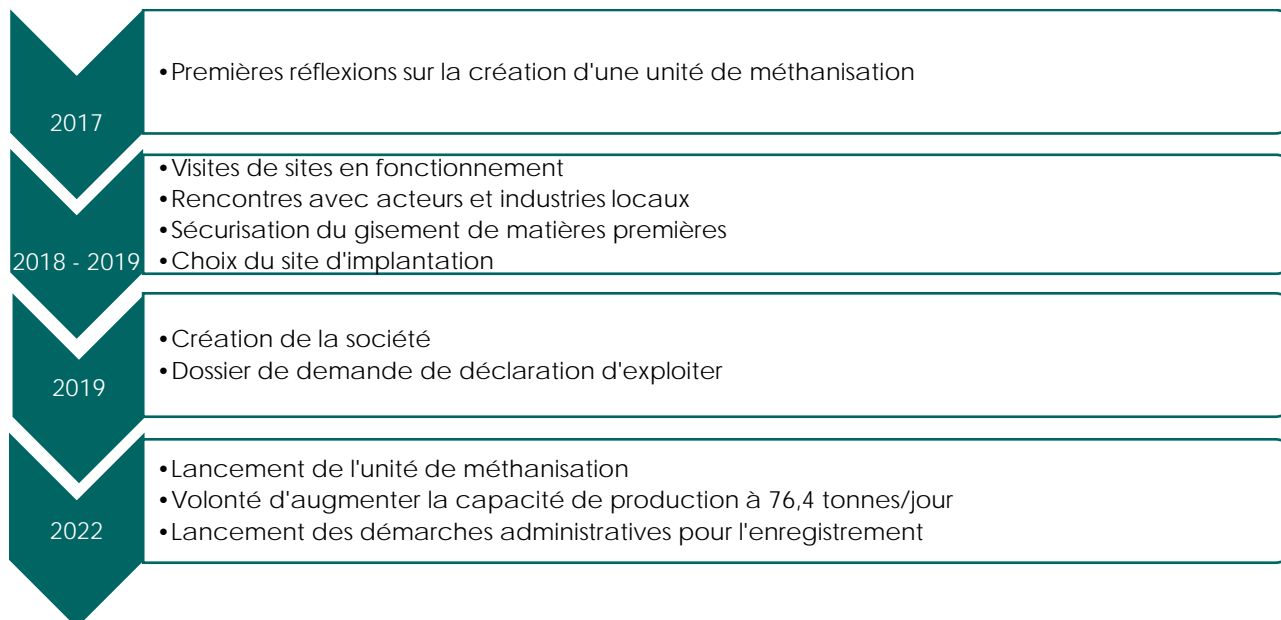 • Premières réflexions sur la création d'une unité de méthanisation
2017
• Visites de sites en fonctionnement
• Rencontres avec acteurs et industries locaux
• Sécurisation du gisement de matières premières
2018 - 2019
• Choix du site d'implantation
• Création de la société
• Dossier de demande de déclaration d'exploiter
2019
• Lancement de l'unité de méthanisation
• Volonté d'augmenter la capacité de production à 76,4 tonnes/jour
2022
• Lancement des démarches administratives pour l'enregistrement